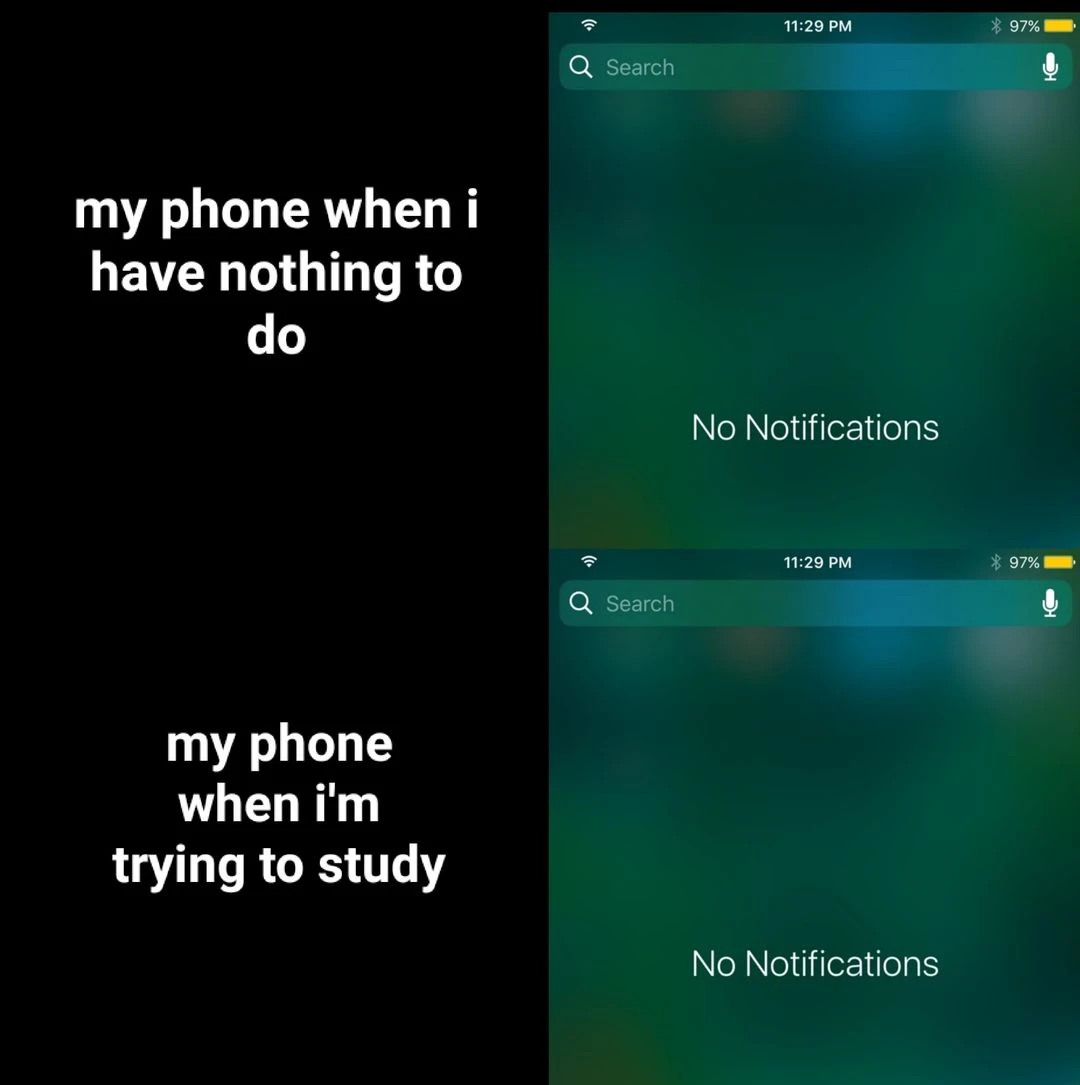 11:29 PM 97%
Search
my phone when i
have nothing to
do
No Notifications
11:29 PM 97%
Search
my phone
when i'm
trying to study
No Notifications